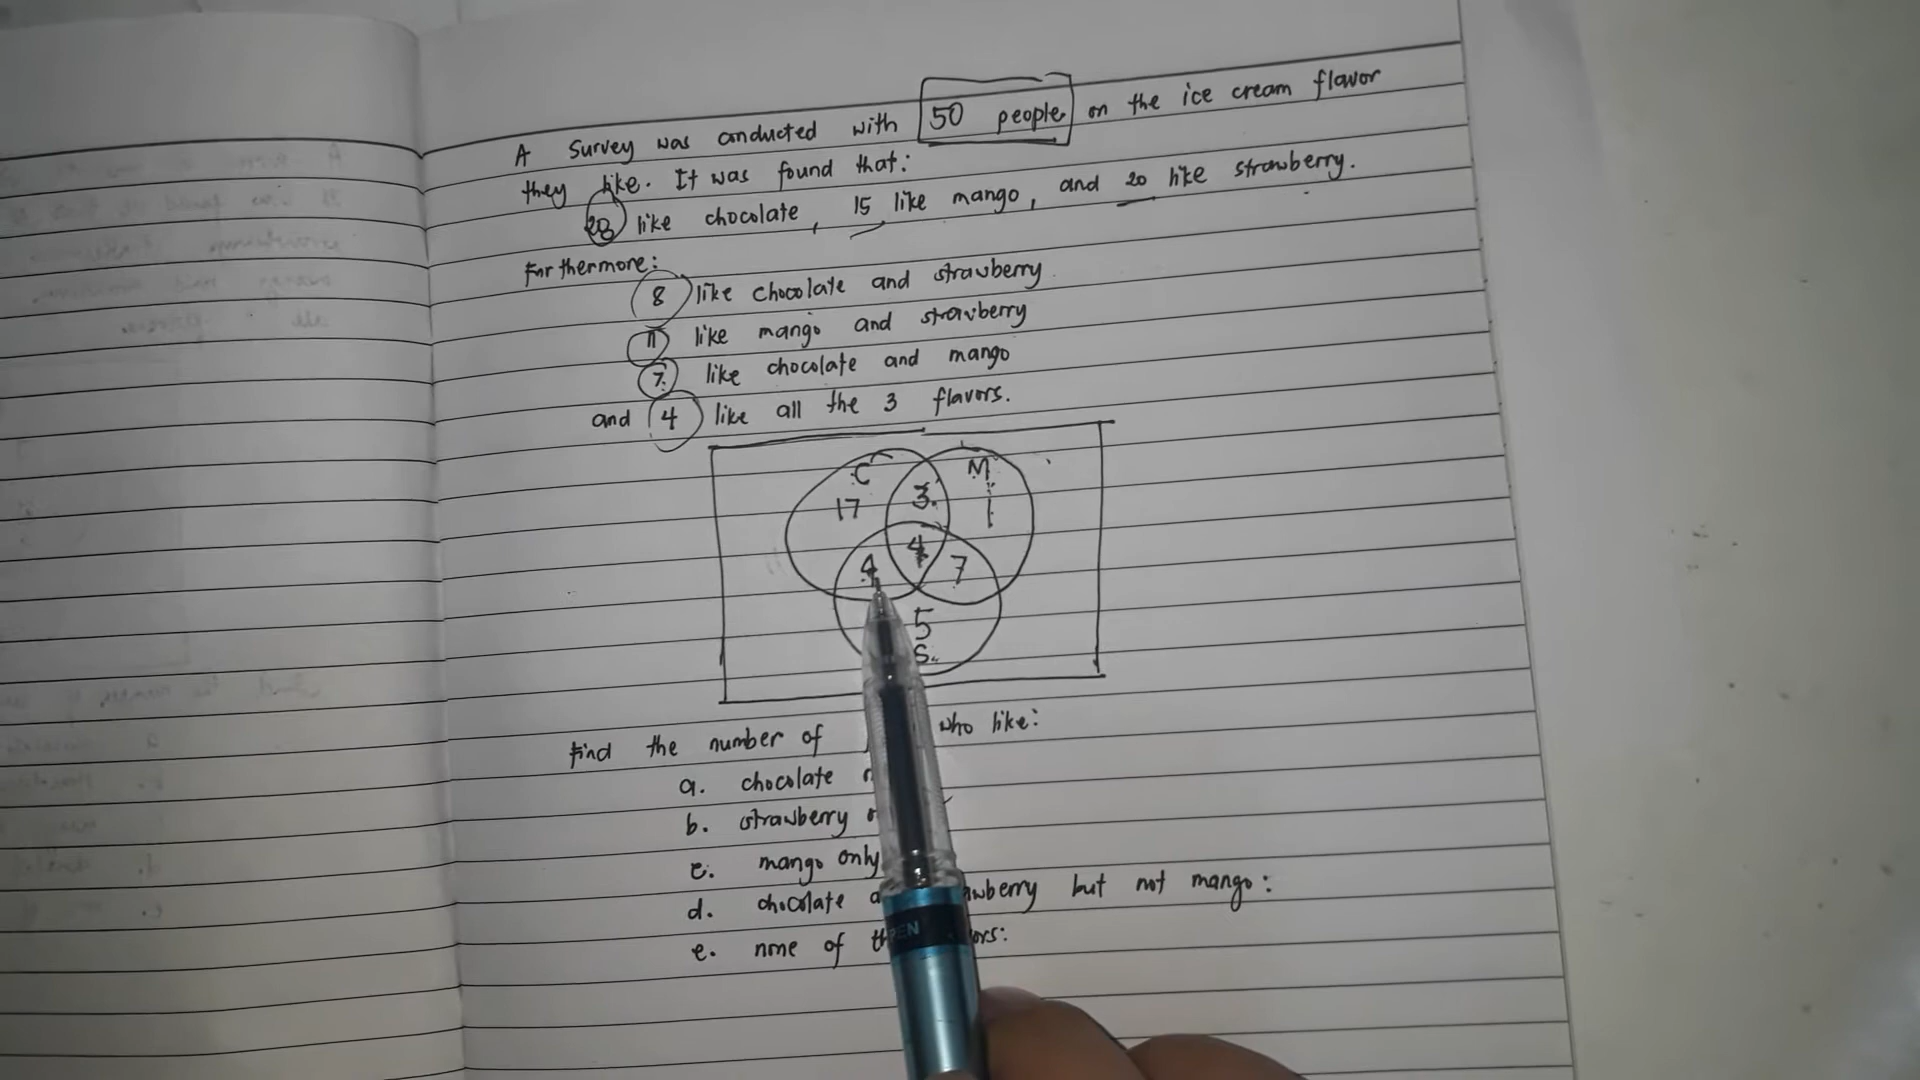 A survey was conducted with 50 people on the ice cream flavor
they like. It was found that:
28 like chocolate, 15 like mango, and 20 like strawberry.
Furthermore:
8 like chocolate and strawberry
11 like mango and strawberry
7 like chocolate and mango
and 4 like all the 3 flavors.
C M
17 3 1
4 4 7
5
S
Find the number of who like:
a. chocolate
b. strawberry
c. mango only
d. chocolate but not mango:
e. none of
PEN